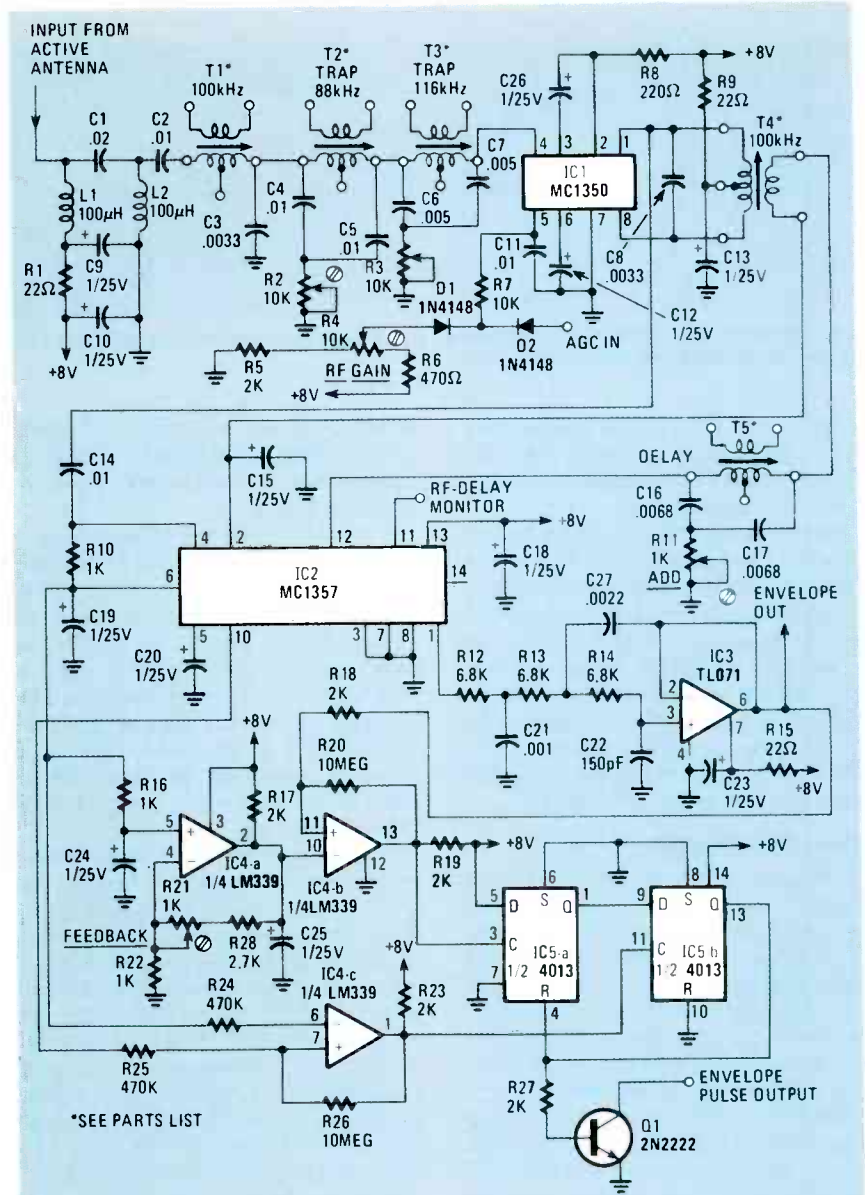 INPUT FROM
ACTIVE
ANTENNA
T1*
100kHz
T2*
TRAP
88kHz
T3*
TRAP
116kHz
C26
1/25V
R8
220Ω
+8V
R9
22Ω
T4*
100kHz
C1
.02
C2
.01
C7
.005
4
3
2
1
IC1
MC1350
5
6
7
8
L1
100µH
L2
100µH
C4
.01
C6
.005
C3
.0033
C5
.01
C11
.01
C8
.0033
C13
1/25V
R1
22Ω
C9
1/25V
C10
1/25V
+8V
R2
10K
R3
10K
D1
1N4148
R7
10K
C12
1/25V
R4
10K
D2
1N4148
AGC IN
R5
2K
RF GAIN
R6
470Ω
+8V
T5*
DELAY
C14
.01
C15
1/25V
RF-DELAY
MONITOR
C16
.0068
R11
1K
ADD
C17
.0068
+8V
C18
1/25V
R10
1K
4
2
12
11
13
6
IC2
MC1357
14
5
10
3
7
8
1
C19
1/25V
C20
1/25V
C27
.0022
ENVELOPE
OUT
R12
6.8K
R13
6.8K
R14
6.8K
IC3
TL071
2
3
6
7
4
R15
22Ω
C21
.001
C22
150pF
C23
1/25V
+8V
R18
2K
+8V
R20
10MEG
R16
1K
R17
2K
5
3
4
2
IC4-a
1/4 LM339
11
10
13
12
IC4-b
1/4LM339
+8V
R19
2K
C24
1/25V
R21
1K
FEEDBACK
R28
2.7K
C25
1/25V
R22
1K
6
5
D
S
Q
1
3
C
IC5-a
1/2 4013
7
R
4
+8V
8
14
9
D
S
Q
13
11
C
IC5-b
1/2 4013
R
10
IC4-c
1/4 LM339
+8V
R23
2K
R24
470K
6
7
1
R25
470K
R26
10MEG
R27
2K
ENVELOPE
PULSE OUTPUT
Q1
2N2222
*SEE PARTS LIST